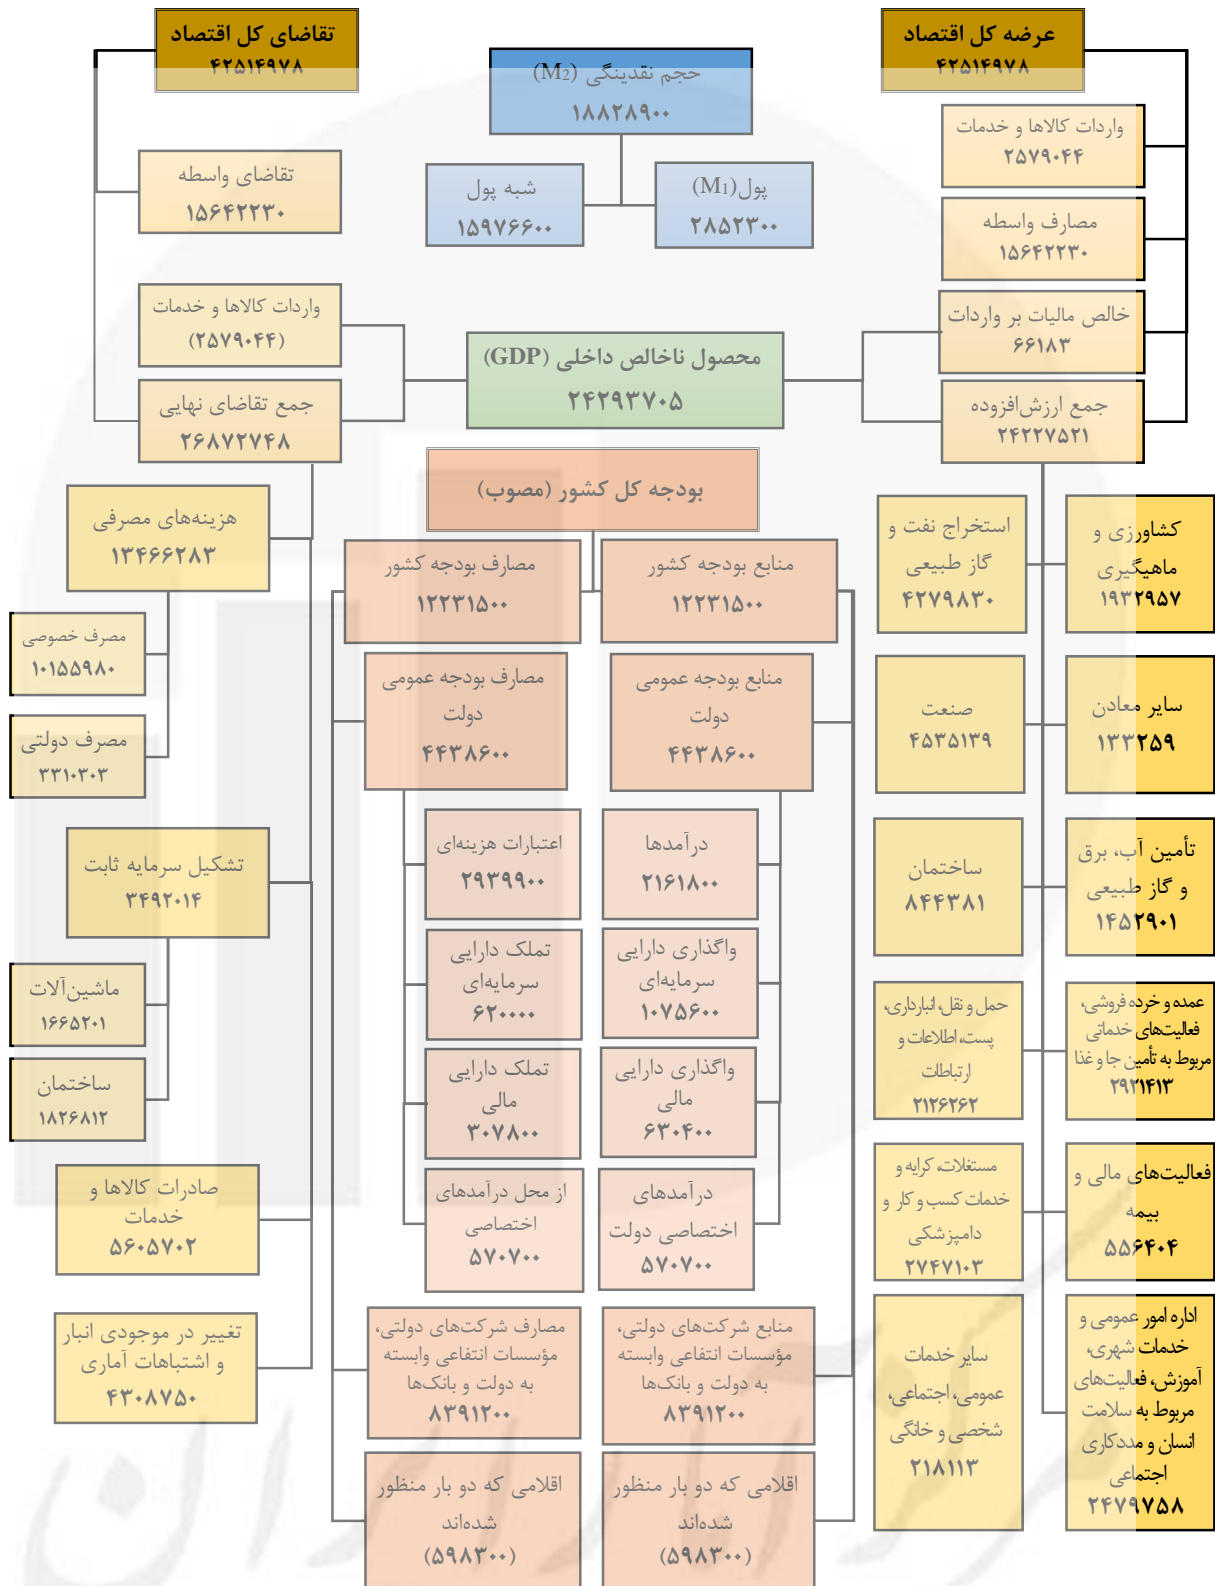 عرضه کل اقتصاد
۴۲۵۱۴۹۷۸
واردات کالاها و خدمات
۲۵۷۹۰۴۴
مصارف واسطه
۱۵۶۴۲۲۳۰
خالص مالیات بر واردات
۶۶۱۸۳
جمع ارزش‌افزوده
۲۴۲۲۷۵۲۱
حجم نقدینگی (M2)
۱۸۸۲۸۹۰۰
پول(M1)
۲۸۵۲۳۰۰
شبه پول
۱۵۹۷۶۶۰۰
تقاضای کل اقتصاد
۴۲۵۱۴۹۷۸
تقاضای واسطه
۱۵۶۴۲۲۳۰
واردات کالاها و خدمات
(۲۵۷۹۰۴۴)
جمع تقاضای نهایی
۲۶۸۷۲۷۴۸
محصول ناخالص داخلی (GDP)
۲۴۲۹۳۷۰۵
کشاورزی و
ماهیگیری
۱۹۳۲۹۵۷
استخراج نفت و
گاز طبیعی
۴۲۷۹۸۳۰
سایر معادن
۱۳۳۲۵۹
صنعت
۴۵۳۵۱۳۹
تأمین آب، برق
و گاز طبیعی
۱۴۵۲۹۰۱
ساختمان
۸۴۴۳۸۱
عمده و خرده فروشی،
فعالیت‌های خدماتی
مربوط به تأمین جا و غذا
۲۹۲۱۴۱۳
حمل و نقل، انبارداری،
پست، اطلاعات و
ارتباطات
۲۱۲۶۲۶۲
فعالیت‌های مالی و
بیمه
۵۵۶۴۰۴
مستغلات، کرایه و
خدمات کسب و کار و
دامپزشکی
۲۷۴۷۱۰۳
اداره امور عمومی و
خدمات شهری،
آموزش، فعالیت‌های
مربوط به سلامت
انسان و مددکاری
اجتماعی
۲۴۷۹۷۵۸
سایر خدمات
عمومی، اجتماعی،
شخصی و خانگی
۲۱۸۱۱۳
بودجه کل کشور (مصوب)
منابع بودجه کشور
۱۲۲۳۱۵۰۰
مصارف بودجه کشور
۱۲۲۳۱۵۰۰
منابع بودجه عمومی
دولت
۴۴۳۸۶۰۰
مصارف بودجه عمومی
دولت
۴۴۳۸۶۰۰
درآمدها
۲۱۶۱۸۰۰
اعتبارات هزینه‌ای
۲۹۳۹۹۰۰
واگذاری دارایی
سرمایه‌ای
۱۰۷۵۶۰۰
تملک دارایی
سرمایه‌ای
۶۲۰۰۰۰
واگذاری دارایی
مالی
۶۳۰۴۰۰
تملک دارایی
مالی
۳۰۷۸۰۰
درآمدهای
اختصاصی دولت
۵۷۰۷۰۰
از محل درآمدهای
اختصاصی
۵۷۰۷۰۰
منابع شرکت‌های دولتی،
مؤسسات انتفاعی وابسته
به دولت و بانک‌ها
۸۳۹۱۲۰۰
مصارف شرکت‌های دولتی،
مؤسسات انتفاعی وابسته
به دولت و بانک‌ها
۸۳۹۱۲۰۰
اقلامی که دو بار منظور
شده‌اند
(۵۹۸۳۰۰)
اقلامی که دو بار منظور
شده‌اند
(۵۹۸۳۰۰)
هزینه‌های مصرفی
۱۳۴۶۶۲۸۳
مصرف خصوصی
۱۰۱۵۵۹۸۰
مصرف دولتی
۳۳۱۰۳۰۳
تشکیل سرمایه ثابت
۳۴۹۲۰۱۴
ماشین‌آلات
۱۶۶۵۲۰۱
ساختمان
۱۸۲۶۸۱۲
صادرات کالاها و
خدمات
۵۶۰۵۷۰۲
تغییر در موجودی انبار
و اشتباهات آماری
۴۳۰۸۷۵۰
مرکز آمار ایران